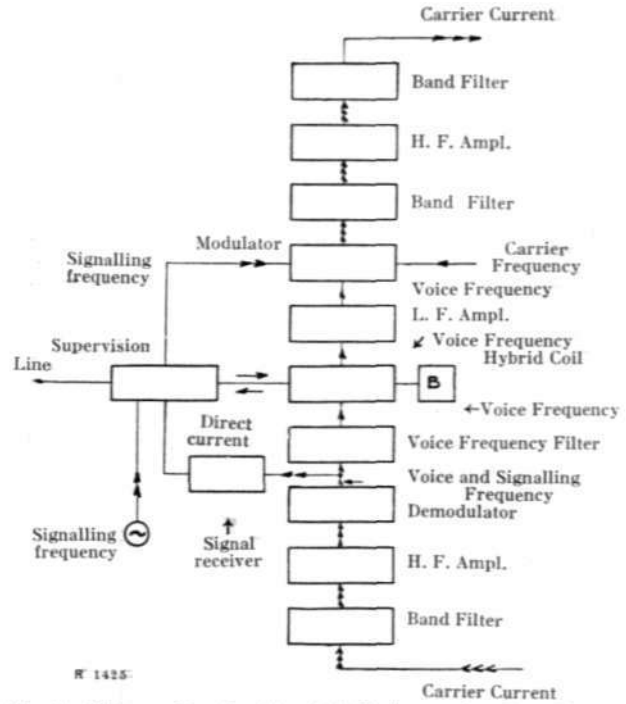 Carrier Current
Band Filter
H. F. Ampl.
Band Filter
Modulator
Signalling
frequency
Carrier
Frequency
Voice Frequency
L. F. Ampl.
Voice Frequency
Hybrid Coil
Supervision
Line
B
←Voice Frequency
Direct
current
Voice Frequency Filter
Voice and Signalling
Frequency
Demodulator
Signalling
frequency
Signal
receiver
H. F. Ampl.
Band Filter
R 1425
Carrier Current